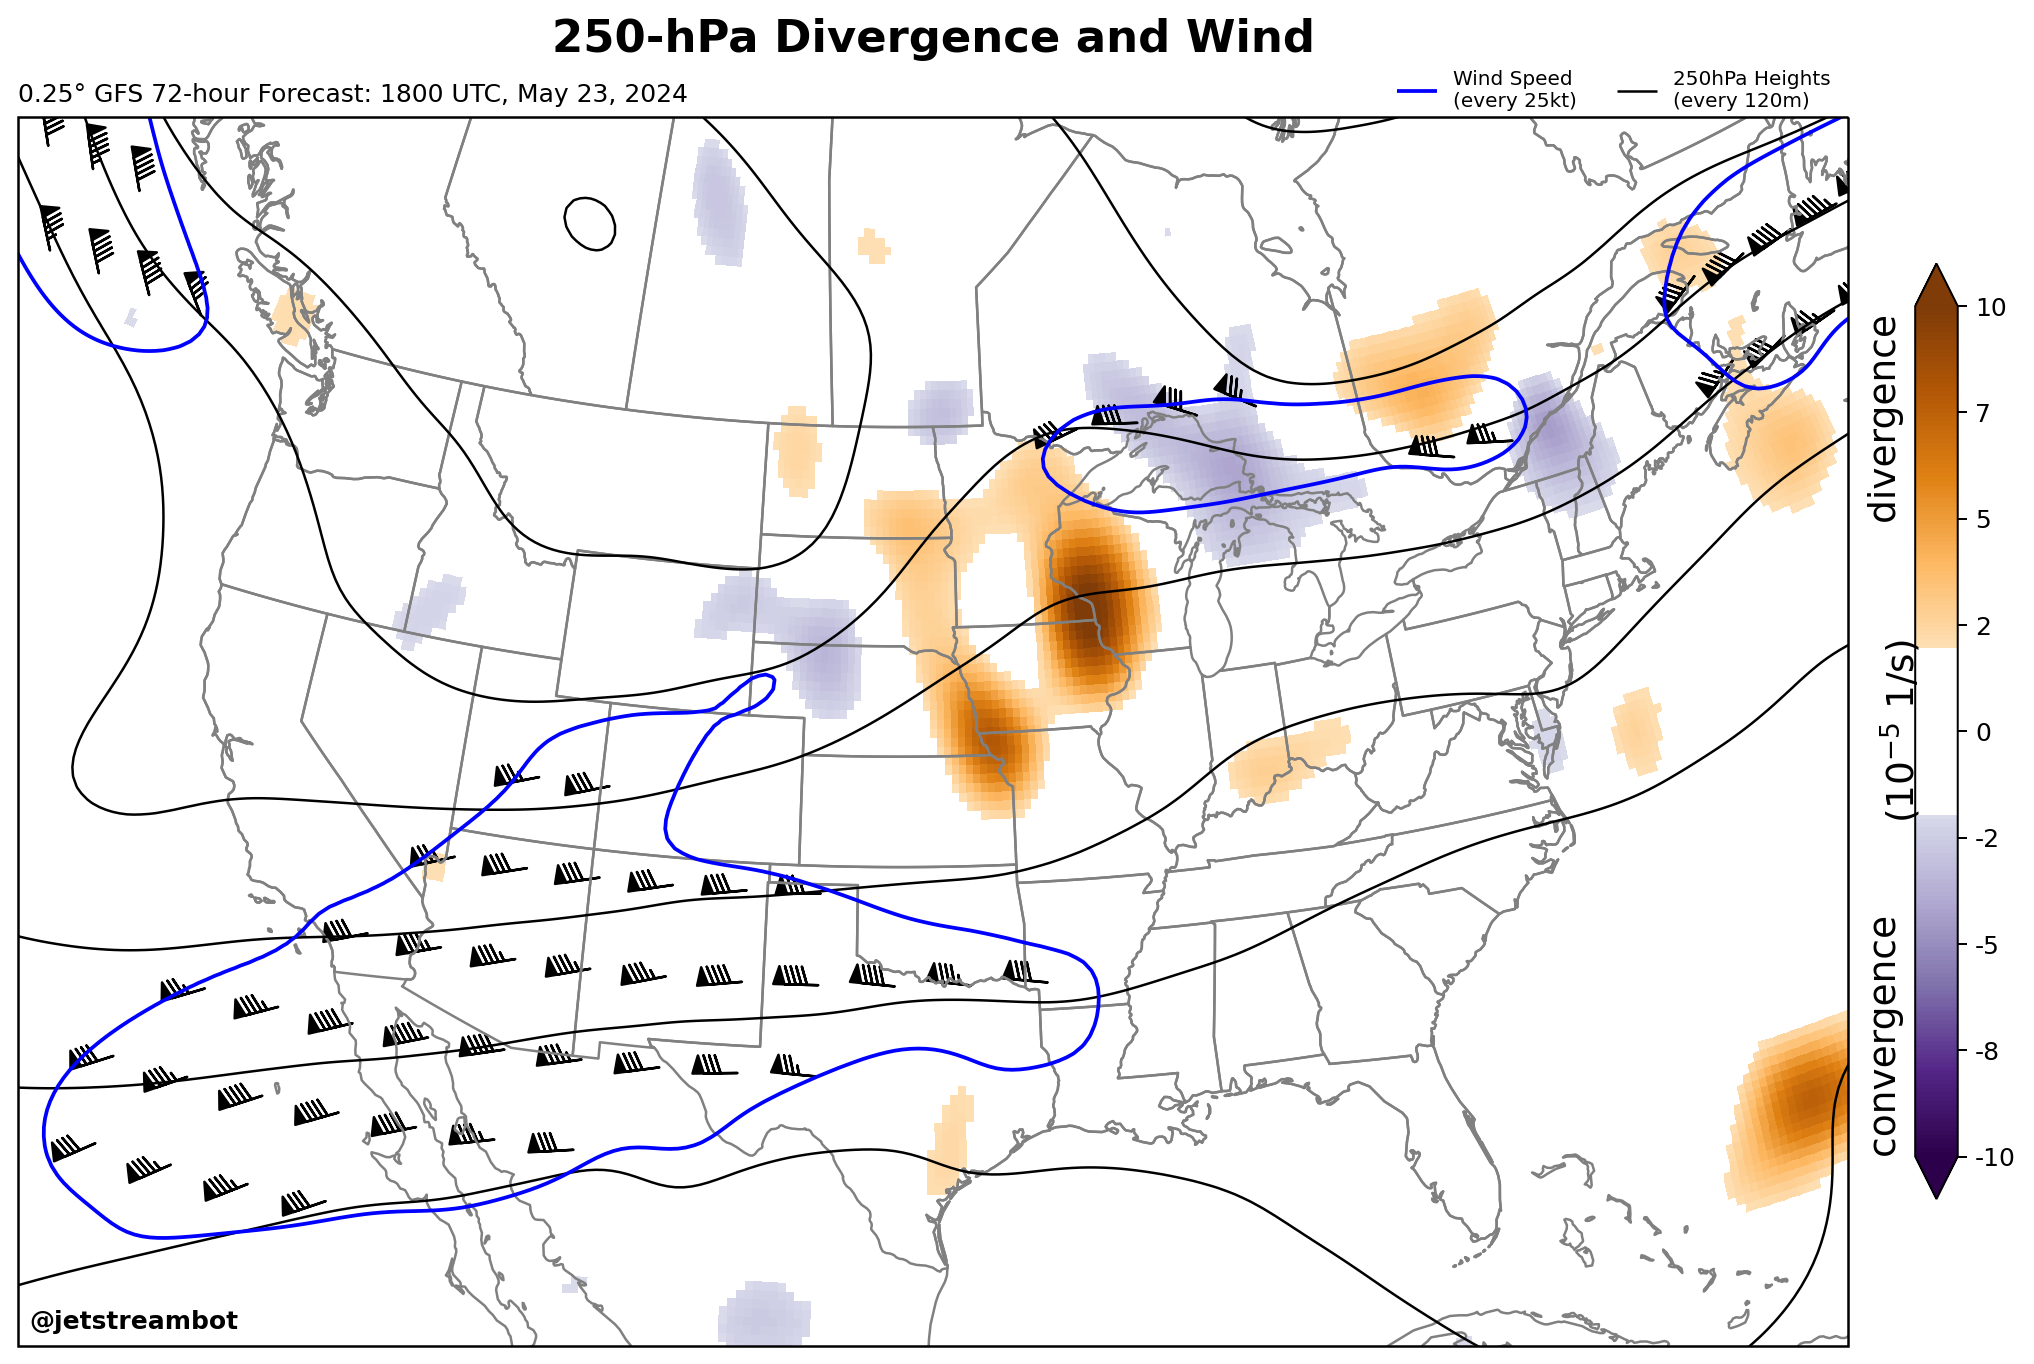 250-hPa Divergence and Wind
0.25° GFS 72-hour Forecast: 1800 UTC, May 23, 2024
Wind Speed
(every 25kt)
250hPa Heights
(every 120m)
10
7
5
2
0
-2
-5
-8
-10
convergence
(10⁻⁵ 1/s)
divergence
@jetstreambot